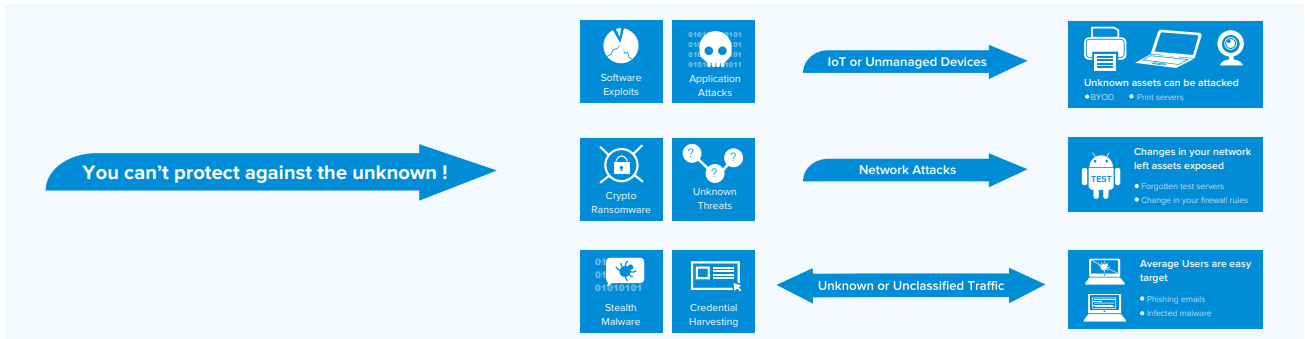 You can't protect against the unknown !
Software
Exploits
Application
Attacks
IoT or Unmanaged Devices
Unknown assets can be attacked
BYOD
Print servers
Crypto
Ransomware
? ? ?
Unknown
Threats
Network Attacks
TEST
Changes in your network
left assets exposed
Forgotten test servers
Change in your firewall rules
01010101
Stealth
Malware
Credential
Harvesting
Unknown or Unclassified Traffic
Average Users are easy
target
Phishing emails
Infected malware